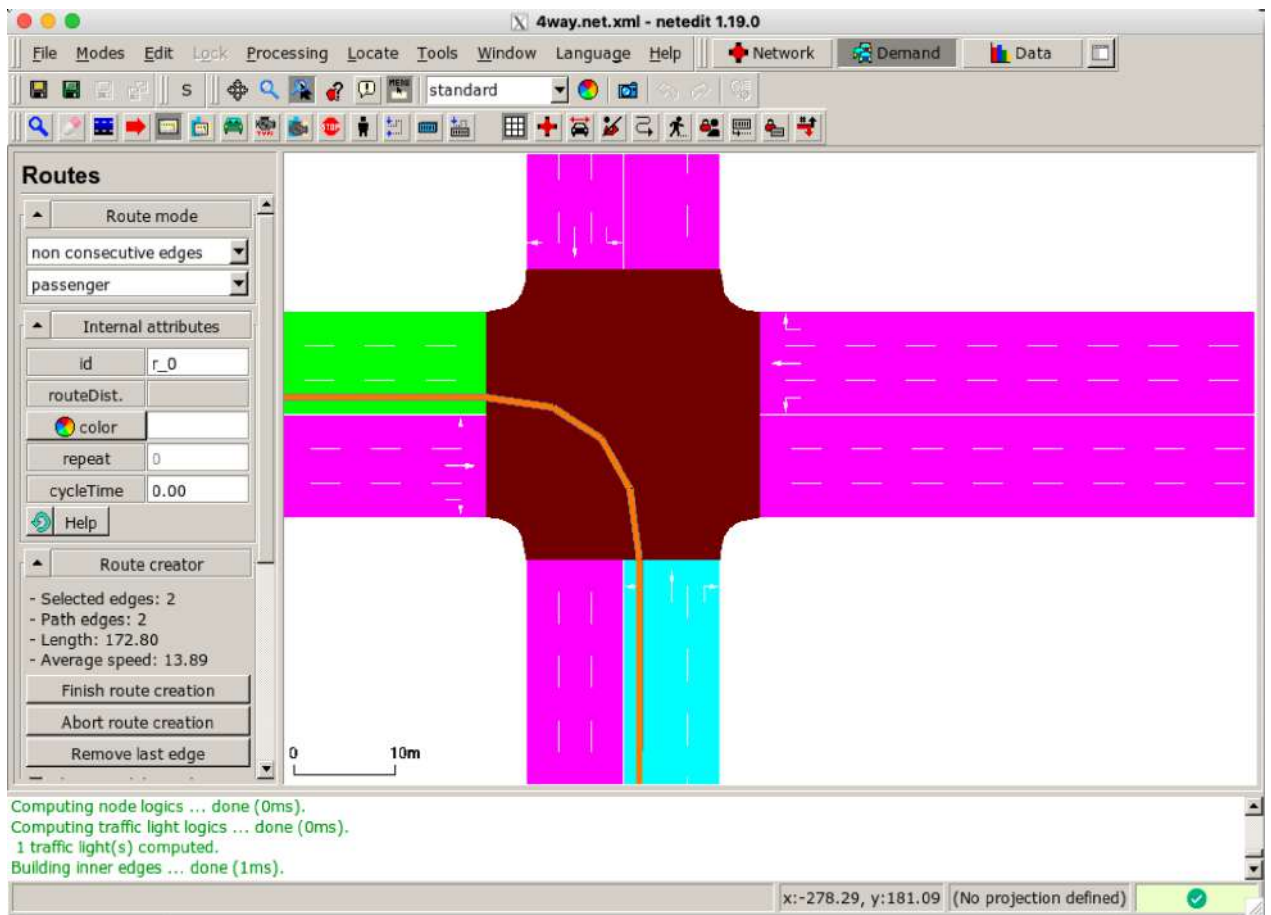 4way.net.xml - netedit 1.19.0
File Modes Edit Lock Processing Locate Tools Window Language Help Network Demand Data
S MENU standard
TYPE STOP
Routes
Route mode
non consecutive edges
passenger
Internal attributes
id r_0
routeDist.
color
repeat 0
cycleTime 0.00
Help
Route creator
- Selected edges: 2
- Path edges: 2
- Length: 172.80
- Average speed: 13.89
Finish route creation
Abort route creation
Remove last edge
0 10m
Computing node logics ... done (0ms).
Computing traffic light logics ... done (0ms).
1 traffic light(s) computed.
Building inner edges ... done (1ms).
x:-278.29, y:181.09 (No projection defined)